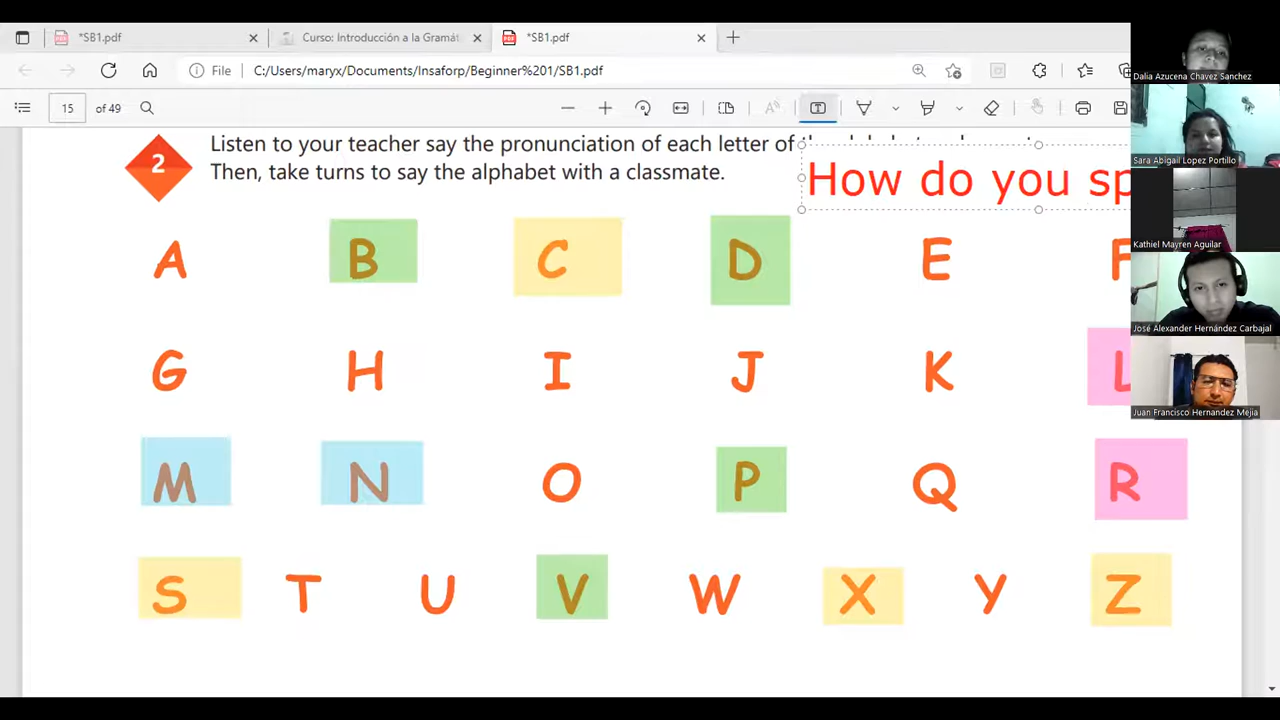 *SB1.pdf
Curso: Introducción a la Gramát
*SB1.pdf
File
C:/Users/maryx/Documents/Insaforp/Beginner%201/SB1.pdf
15 of 49
Dalia Azucena Chavez Sanchez
Sara Abigail Lopez Portillo
Kathiel Mayren Aguilar
José Alexander Hernández Carbajal
Juan Francisco Hernandez Mejia
2
Listen to your teacher say the pronunciation of each letter of
Then, take turns to say the alphabet with a classmate.
How do you sp
A B C D E F
G H I J K L
M N O P Q R
S T U V W X Y Z